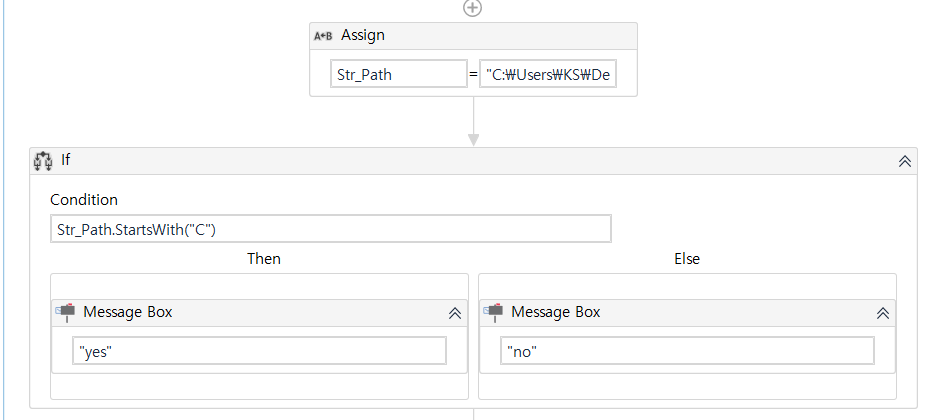 A←B Assign
Str_Path = "C:₩Users₩KS₩De
If
Condition
Str_Path.StartsWith("C")
Then Else
Message Box Message Box
"yes" "no"